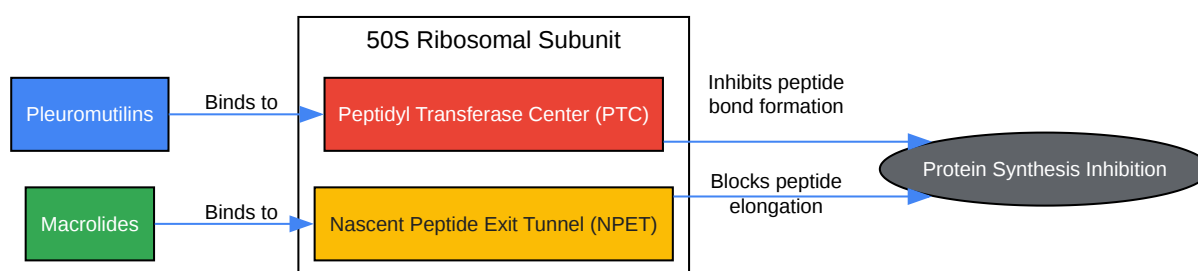 50S Ribosomal Subunit
Pleuromutilins
Binds to
Peptidyl Transferase Center (PTC)
Inhibits peptide
bond formation
Protein Synthesis Inhibition
Macrolides
Binds to
Nascent Peptide Exit Tunnel (NPET)
Blocks peptide
elongation